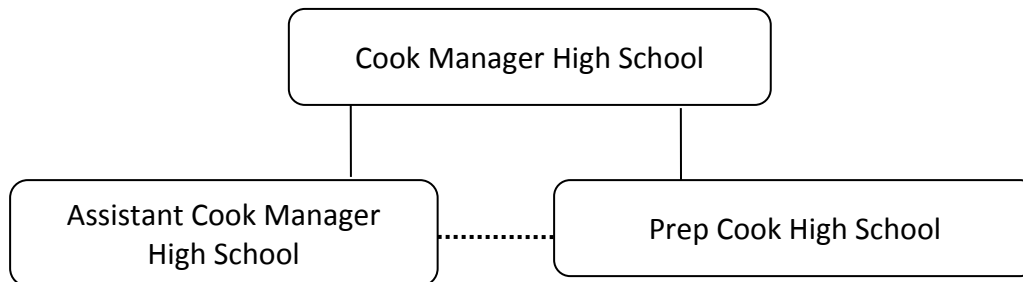 Cook Manager High School
Assistant Cook Manager
High School
Prep Cook High School